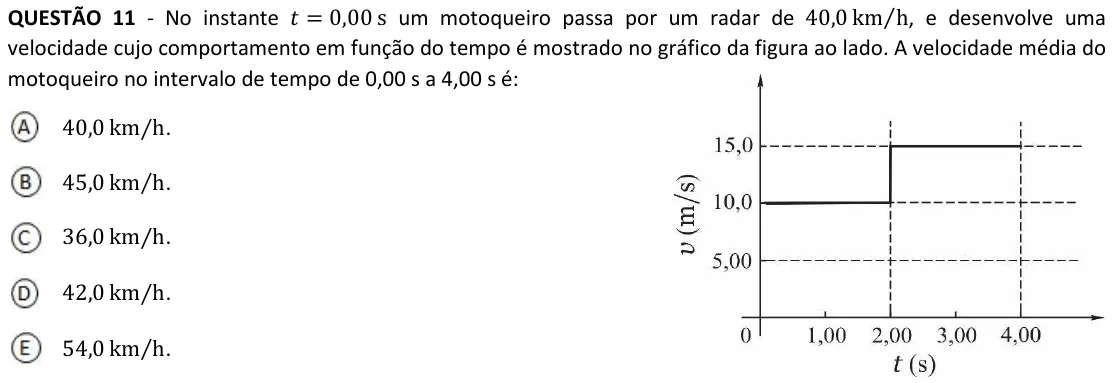 QUESTÃO 11 - No instante t = 0,00 s um motoqueiro passa por um radar de 40,0 km/h, e desenvolve uma
velocidade cujo comportamento em função do tempo é mostrado no gráfico da figura ao lado. A velocidade média do
motoqueiro no intervalo de tempo de 0,00 s a 4,00 s é:
A 40,0 km/h.
B 45,0 km/h.
C 36,0 km/h.
D 42,0 km/h.
E 54,0 km/h.
v (m/s)
15,0
10,0
5,00
0 1,00 2,00 3,00 4,00
t (s)